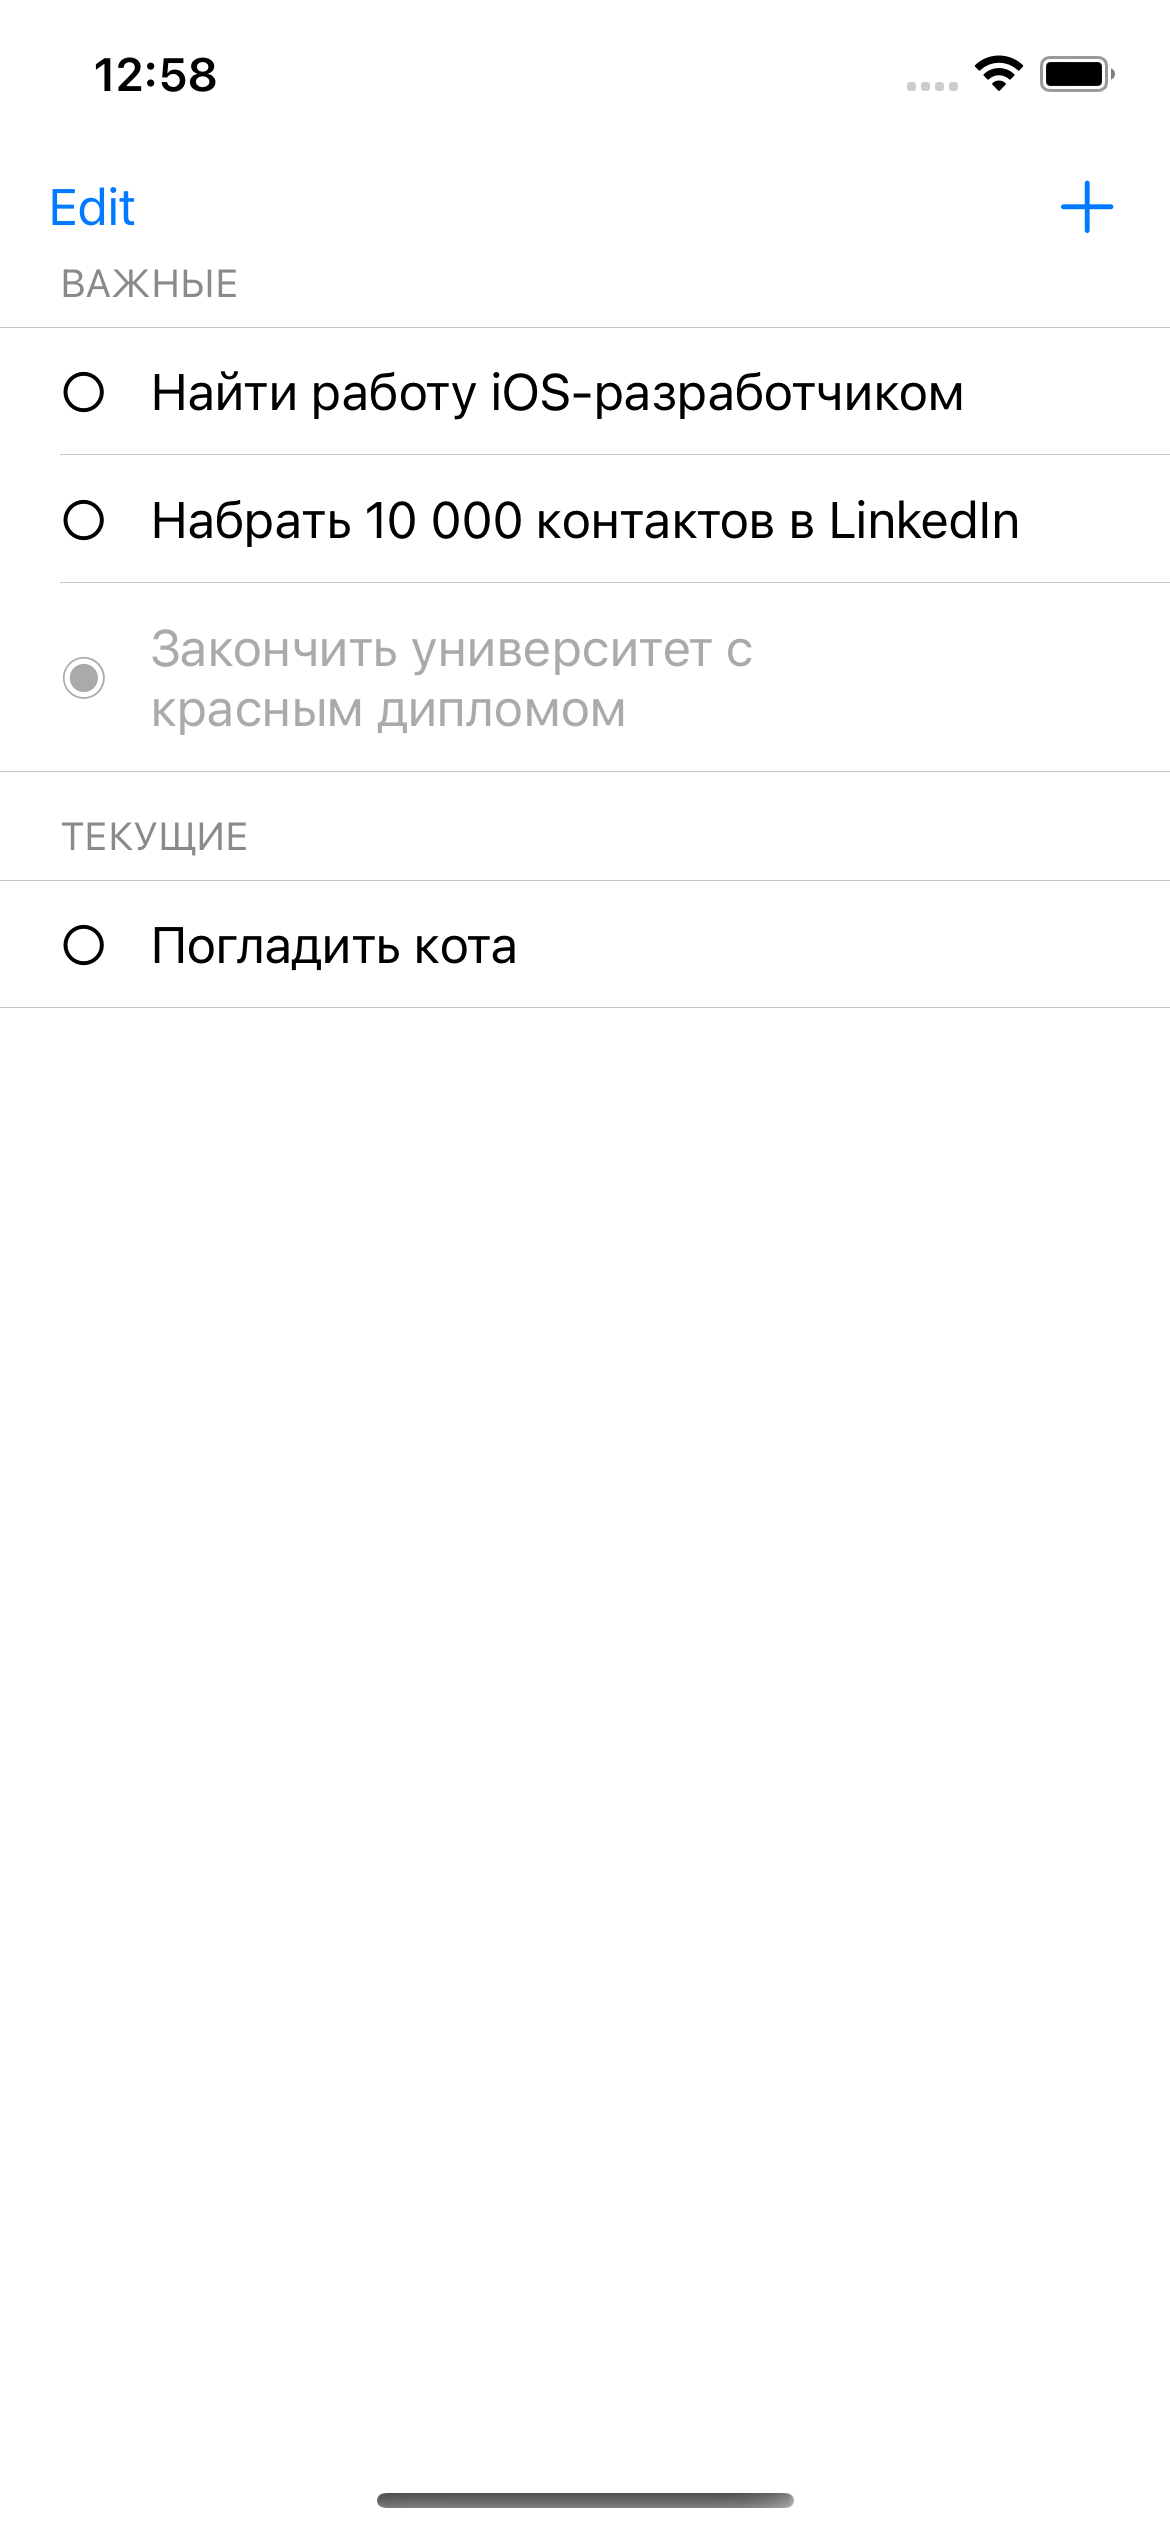 12:58
Edit
ВАЖНЫЕ
Найти работу iOS-разработчиком
Набрать 10 000 контактов в LinkedIn
Закончить университет с
красным дипломом
ТЕКУЩИЕ
Погладить кота